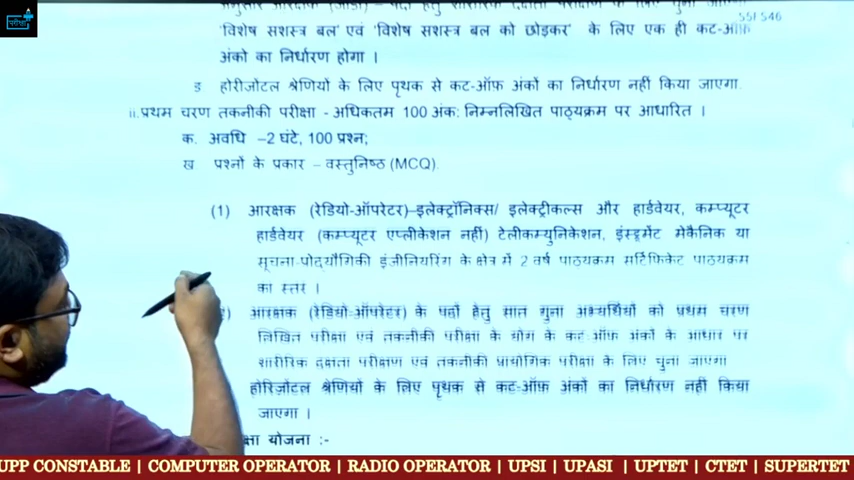 परीक्षा
551 546
'विशेष सशस्त्र बल' एवं 'विशेष सशस्त्र बल को छोड़कर' के लिए एक ही कट-ऑफ़
अंको का निर्धारण होगा ।
ङ होरीजोंटल श्रेणियों के लिए पृथक से कट-ऑफ़ अंकों का निर्धारण नहीं किया जाएगा.
ii.प्रथम चरण तकनीकी परीक्षा - अधिकतम 100 अंक: निम्नलिखित पाठ्यक्रम पर आधारित ।
क. अवधि –2 घंटे, 100 प्रश्न;
ख प्रश्नों के प्रकार – वस्तुनिष्ठ (MCQ).
(1) आरक्षक (रेडियो-ऑपरेटर)–इलेक्ट्रॉनिक्स/ इलेक्ट्रीकल्स और हार्डवेयर, कम्प्यूटर
हार्डवेयर (कम्प्यूटर एप्लीकेशन नहीं) टेलीकम्युनिकेशन, इंस्ट्रूमेंट मेकैनिक या
सूचना-प्रोद्यौगिकी इंजीनियरिंग के क्षेत्र में 2 वर्ष पाठ्यक्रम सर्टिफिकेट पाठ्यक्रम
का स्तर ।
आरक्षक (रेडियो-ऑपरेटर) के पदों हेतु सात गुना अभ्यर्थियों को प्रथम चरण
लिखित परीक्षा एवं तकनीकी परीक्षा के योग के कट-ऑफ़ अंकों के आधार पर
शारीरिक दक्षता परीक्षण एवं तकनीकी प्रायोगिक परीक्षा के लिए चुना जाएगा
होरिज़ोंटल श्रेणियों के लिए पृथक से कट-ऑफ़ अंकों का निर्धारण नहीं किया
जाएगा ।
क्षा योजना :-
UPP CONSTABLE | COMPUTER OPERATOR | RADIO OPERATOR | UPSI | UPASI | UPTET | CTET | SUPERTET